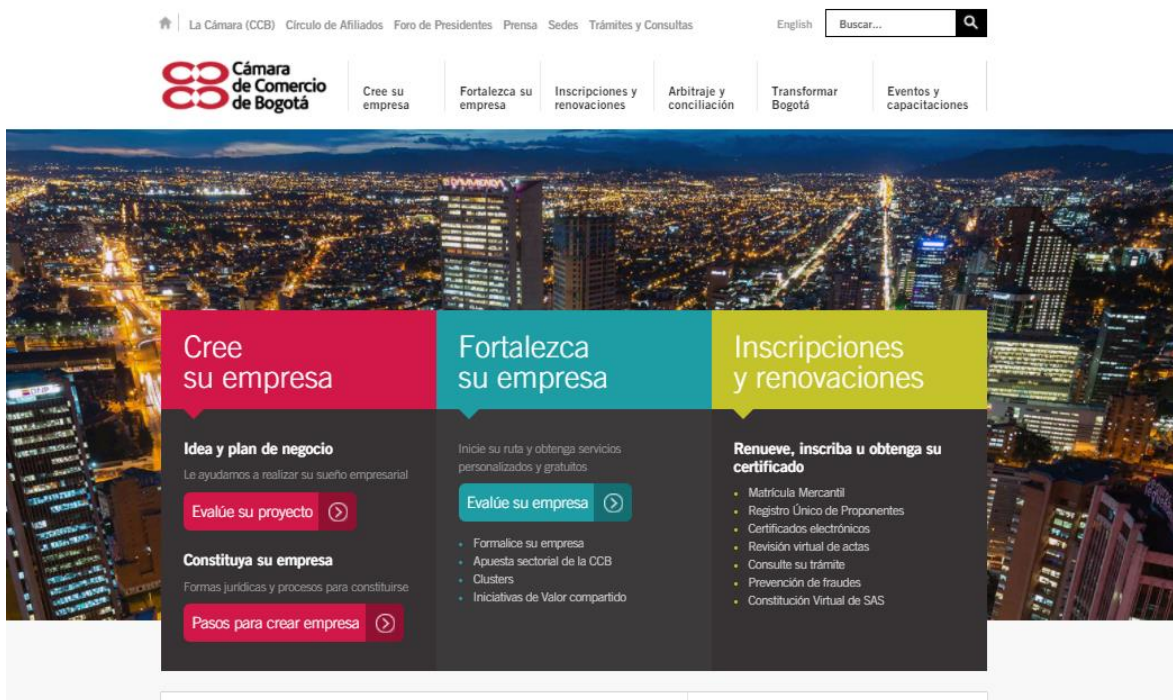 La Cámara (CCB) Círculo de Afiliados Foro de Presidentes Prensa Sedes Trámites y Consultas English Buscar...
Cámara
de Comercio
de Bogotá
Cree su
empresa
Fortalezca su
empresa
Inscripciones y
renovaciones
Arbitraje y
conciliación
Transformar
Bogotá
Eventos y
capacitaciones
Cree
su empresa
Idea y plan de negocio
Le ayudamos a realizar su sueño empresarial
Evalúe su proyecto
Constituya su empresa
Formas jurídicas y procesos para constituirse
Pasos para crear empresa
Fortalezca
su empresa
Inicie su ruta y obtenga servicios
personalizados y gratuitos
Evalúe su empresa
Formalice su empresa
Apuesta sectorial de la CCB
Clusters
Iniciativas de Valor compartido
Inscripciones
y renovaciones
Renueve, inscriba u obtenga su
certificado
Matrícula Mercantil
Registro Único de Proponentes
Certificados electrónicos
Revisión virtual de actas
Consulte su trámite
Prevención de fraudes
Constitución Virtual de SAS